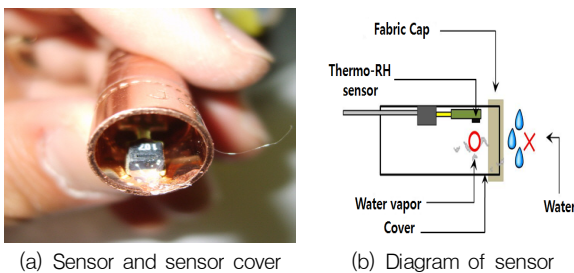 Fabric Cap
Thermo-RH
sensor
Water vapor
Cover
Water
(a) Sensor and sensor cover
(b) Diagram of sensor